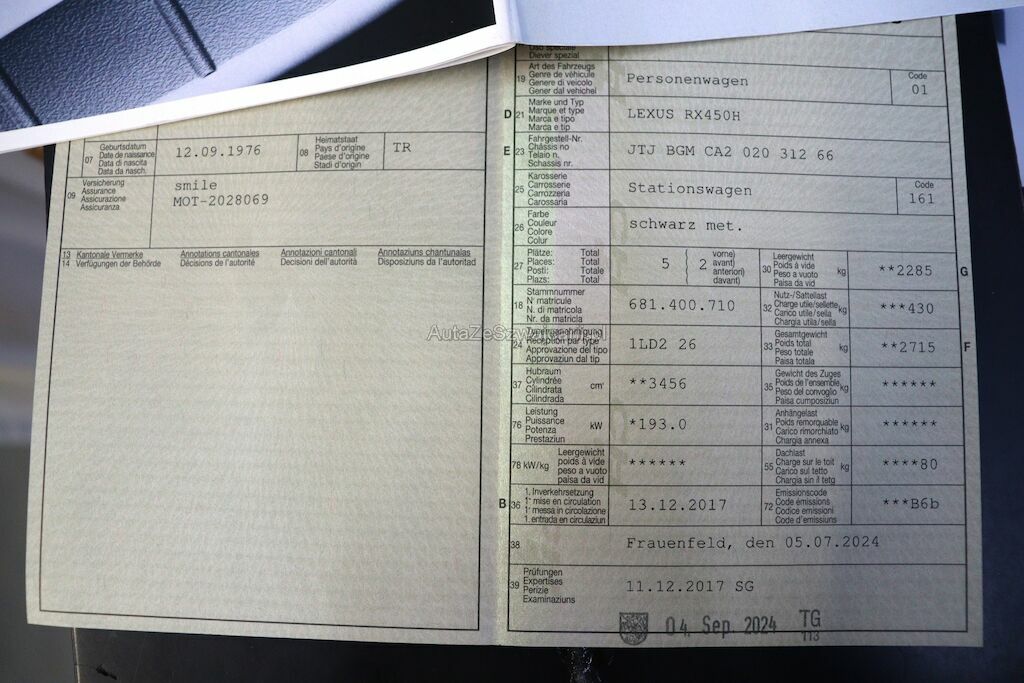 07 Geburtsdatum
Date de naissance
Data di nascita
Data da nasch.
12.09.1976
08 Heimatstaat
Pays d'origine
Paese d'origine
Stadi d'origin
TR
09 Versicherung
Assurance
Assicurazione
Assicuranza
smile
MOT-2028069
13 Kantonale Vermerke
14 Verfügungen der Behörde
Annotations cantonales
Décisions de l'autorité
Annotazioni cantonali
Decisioni dell'autorità
Annotaziuns chantunalas
Disposiziuns da l'autoritad
Uso speciale
Diever spezial
19 Art des Fahrzeugs
Genre de véhicule
Genere di veicolo
Gener dal vehichel
Personenwagen
Code
01
D 21 Marke und Typ
Marque et type
Marca e tipo
Marca e tip
LEXUS RX450H
E 23 Fahrgestell-Nr.
Châssis no
Telaio n.
Schassis nr.
JTJ BGM CA2 020 312 66
25 Karosserie
Carrosserie
Carrozzeria
Carossaria
Stationswagen
Code
161
26 Farbe
Couleur
Colore
Colur
schwarz met.
27 Plätze: Total
Places: Total
Posti: Totale
Plazs: Total
5 ( 2 vorne)
avant)
anteriori)
davant)
30 Leergewicht
Poids à vide
Peso a vuoto
Paisa da vid
kg
**2285
G
18 Stammnummer
N° matricule
N. di matricola
Nr. da matricla
681.400.710
32 Nutz-/Sattellast
Charge utile/sellette
Carico utile/sella
Chargia utila/sella
kg
***430
AutaZeSzwajcarii.pl
24 Typengenehmigung
Réception par type
Approvazione del tipo
Approvaziun dal tip
1LD2 26
33 Gesamtgewicht
Poids total
Peso totale
Paisa totala
kg
**2715
F
37 Hubraum
Cylindrée
Cilindrata
Cilindrada
cm³
**3456
35 Gewicht des Zuges
Poids de l'ensemble
Peso del convoglio
Paisa cumposiziun
kg
******
76 Leistung
Puissance
Potenza
Prestaziun
kW
*193.0
31 Anhängelast
Poids remorquable
Carico rimorchiato
Chargia annexa
kg
******
78 kW/kg Leergewicht
poids à vide
peso a vuoto
paisa da vid
******
55 Dachlast
Charge sur le toit
Carico sul tetto
Chargia sin il tetg
kg
****80
B 36 1. Inverkehrsetzung
1re mise en circulation
1a messa in circolazione
1. entrada en circulaziun
13.12.2017
72 Emissionscode
Code émissions
Codice emissioni
Code d'emissiuns
***B6b
38 Frauenfeld, den 05.07.2024
39 Prüfungen
Expertises
Perizie
Examinaziuns
11.12.2017 SG
04. Sep. 2024 TG
113